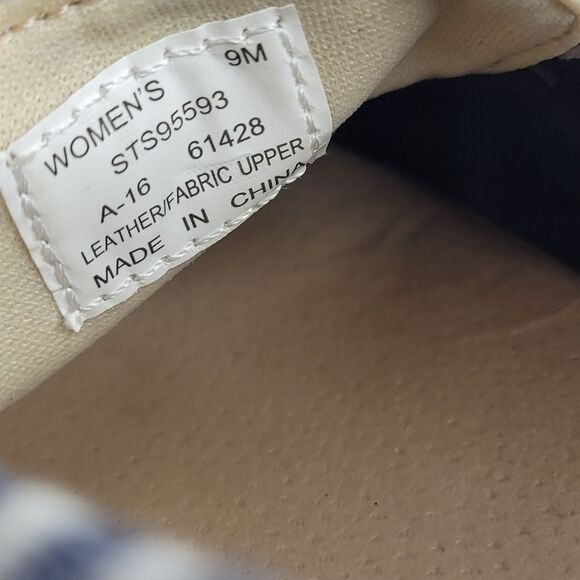 WOMEN'S 9M
STS95593
A-16 61428
LEATHER/FABRIC UPPER
MADE IN CHINA